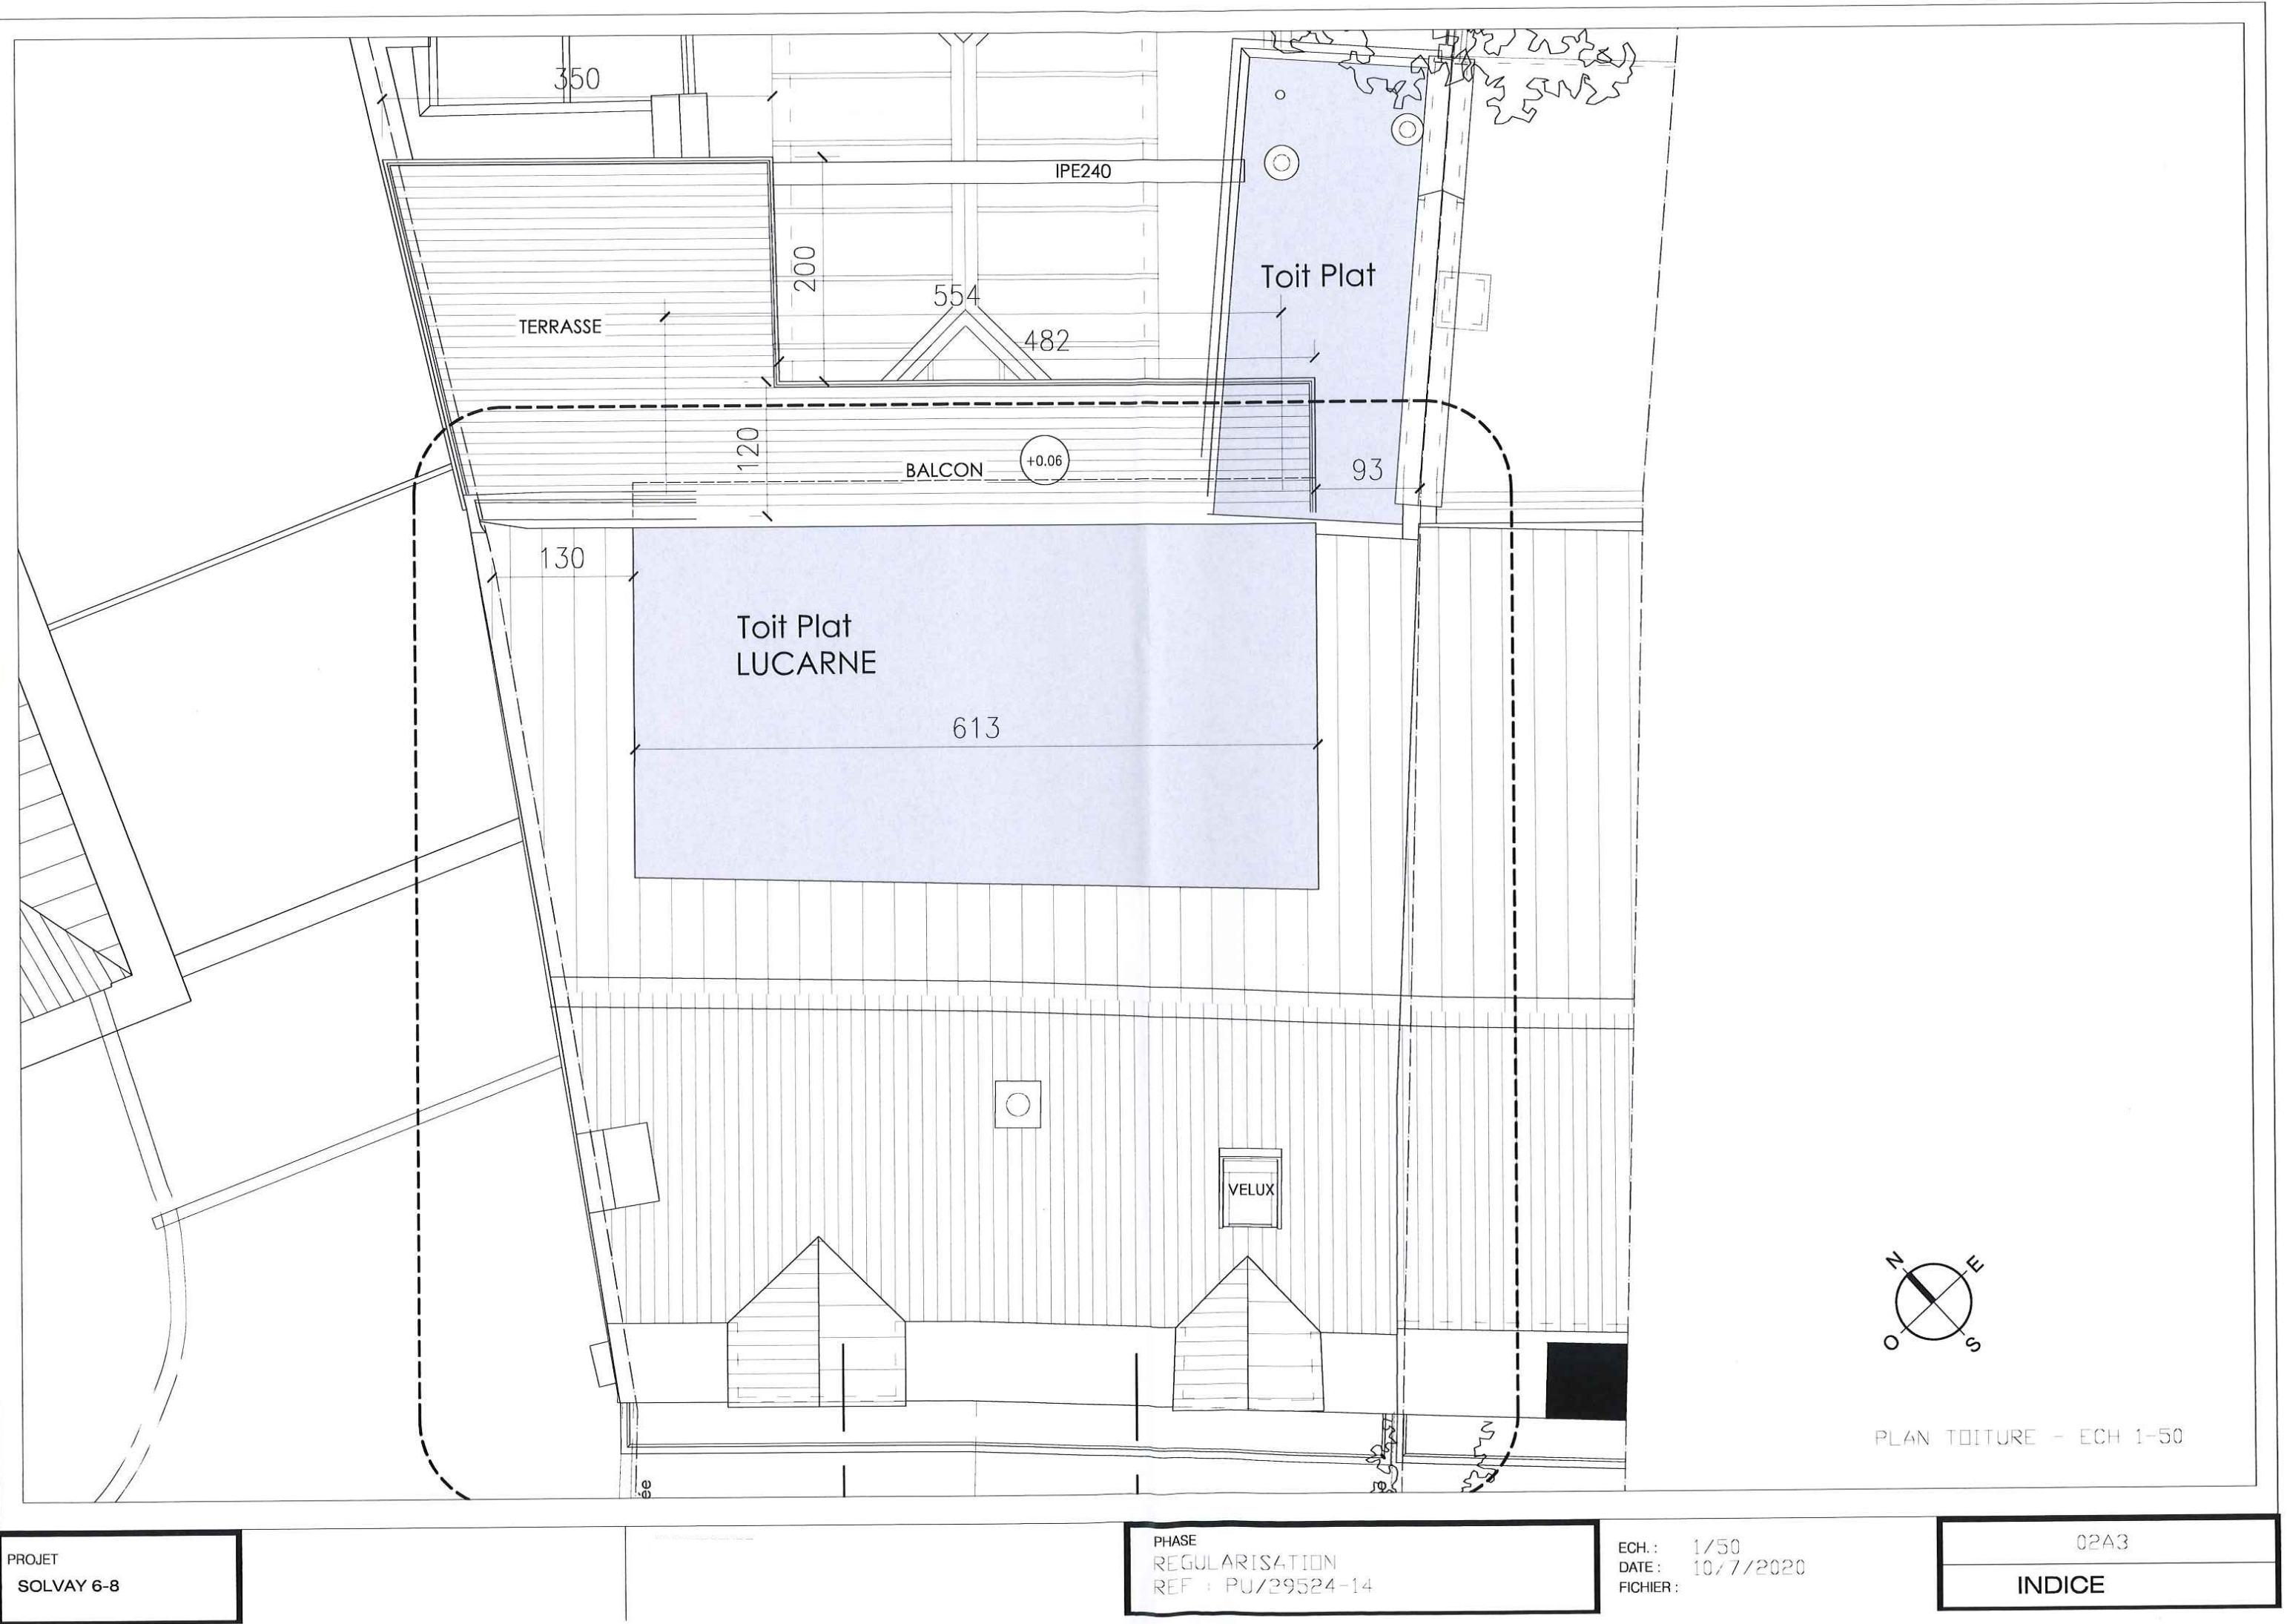 350
IPE240
200
Toit Plat
554
TERRASSE
482
120
BALCON
+0.06
93
130
Toit Plat
LUCARNE
613
VELUX
N
E
O
S
PLAN TOITURE - ECH 1-50
ée
PROJET
SOLVAY 6-8
PHASE
REGULARISATION
REF : PU/29524-14
ECH. : 1/50
DATE : 10/7/2020
FICHIER :
02A3
INDICE